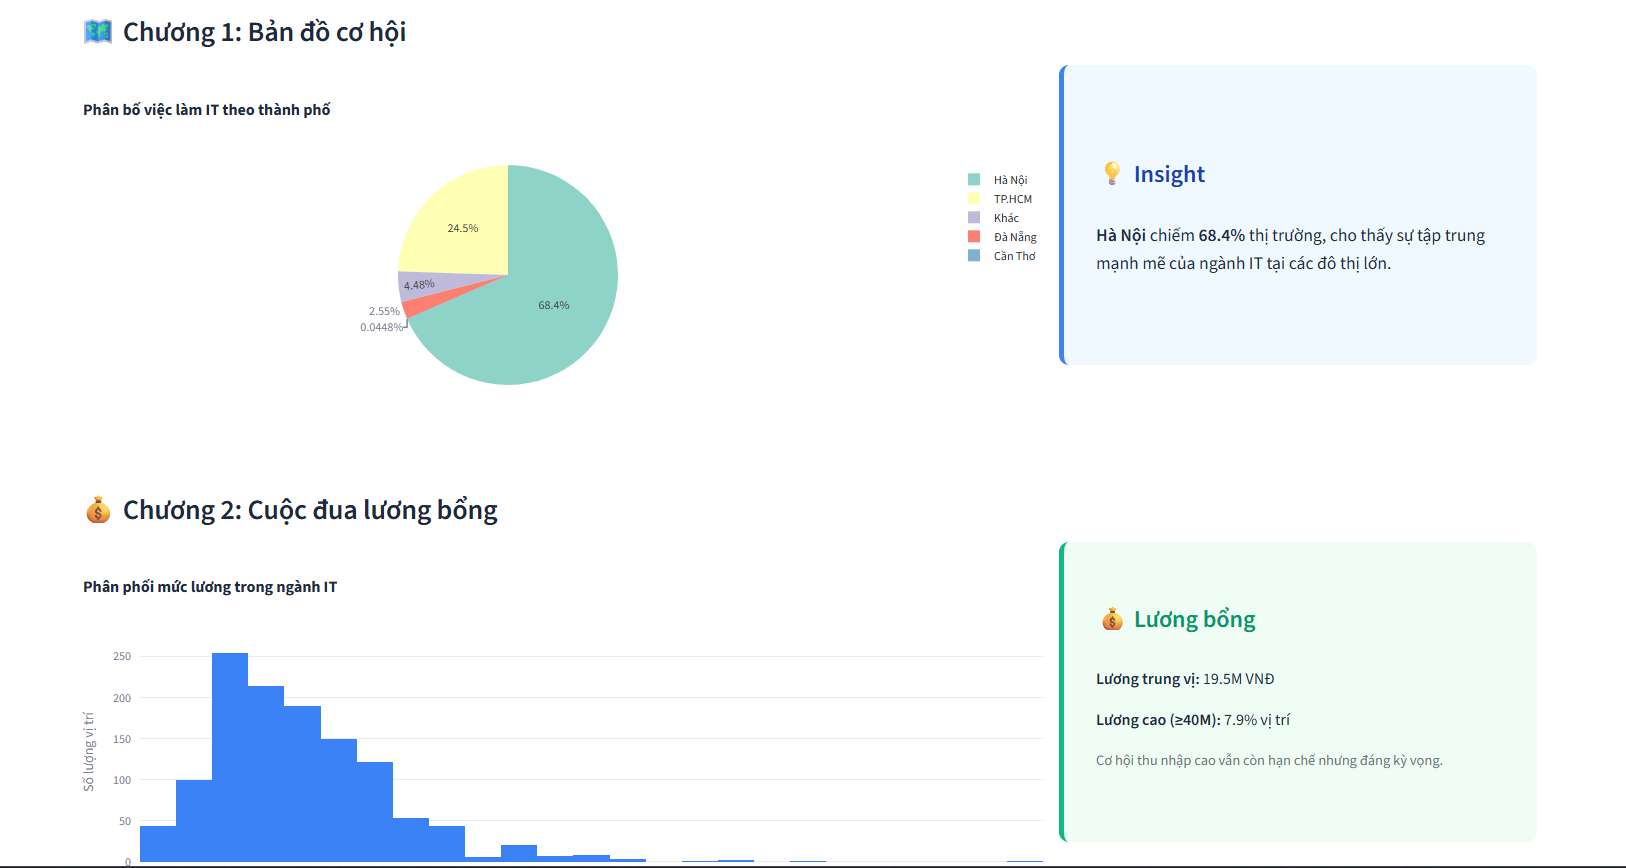 Chương 1: Bản đồ cơ hội
Phân bố việc làm IT theo thành phố
24.5%
4.48%
2.55%
0.0448%
68.4%
Hà Nội
TP.HCM
Khác
Đà Nẵng
Cần Thơ
Insight
Hà Nội chiếm 68.4% thị trường, cho thấy sự tập trung
mạnh mẽ của ngành IT tại các đô thị lớn.
Chương 2: Cuộc đua lương bổng
Phân phối mức lương trong ngành IT
Số lượng vị trí
250
200
150
100
50
0
Lương bổng
Lương trung vị: 19.5M VNĐ
Lương cao (≥40M): 7.9% vị trí
Cơ hội thu nhập cao vẫn còn hạn chế nhưng đáng kỳ vọng.